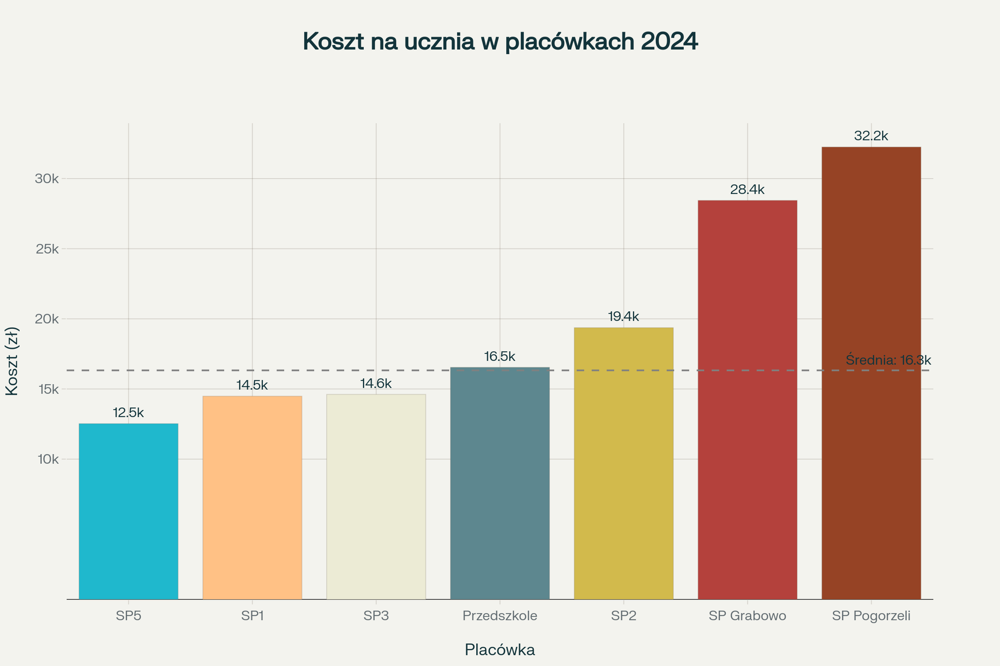 Koszt na ucznia w placówkach 2024
32.2k
30k
28.4k
25k
20k
19.4k
16.5k
Średnia: 16.3k
15k
14.5k
14.6k
12.5k
10k
Koszt (zł)
SP5
SP1
SP3
Przedszkole
SP2
SP Grabowo
SP Pogorzeli
Placówka